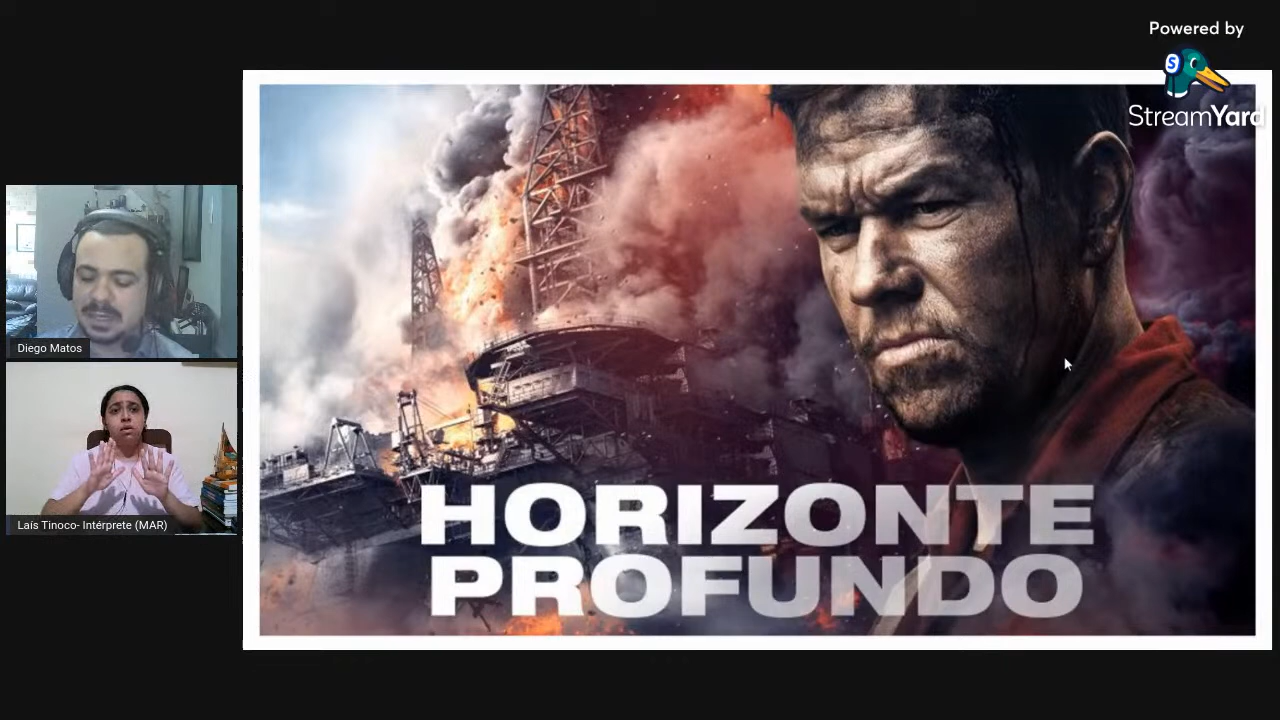 Powered by
StreamYard
Diego Matos
Laís Tinoco- Intérprete (MAR)
HORIZONTE
PROFUNDO